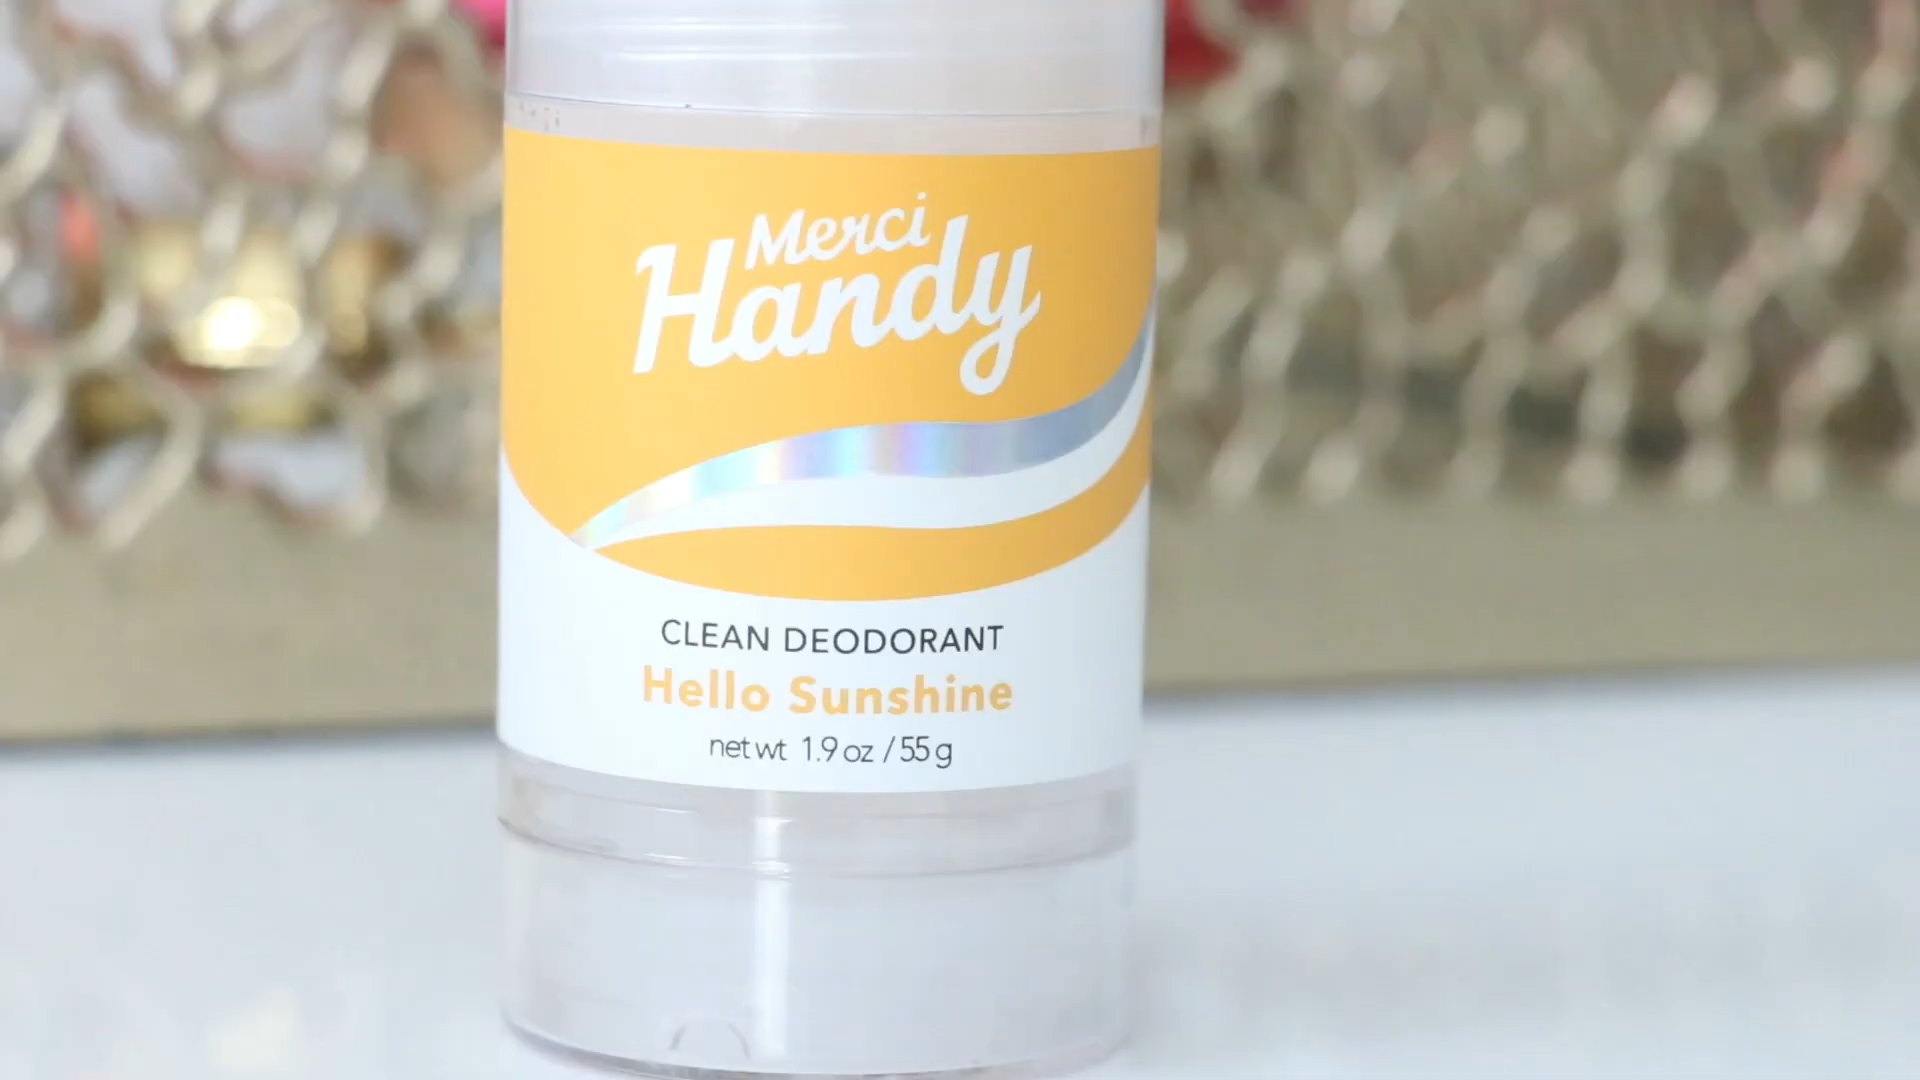 Merci
Handy
CLEAN DEODORANT
Hello Sunshine
net wt 1.9 oz / 55 g